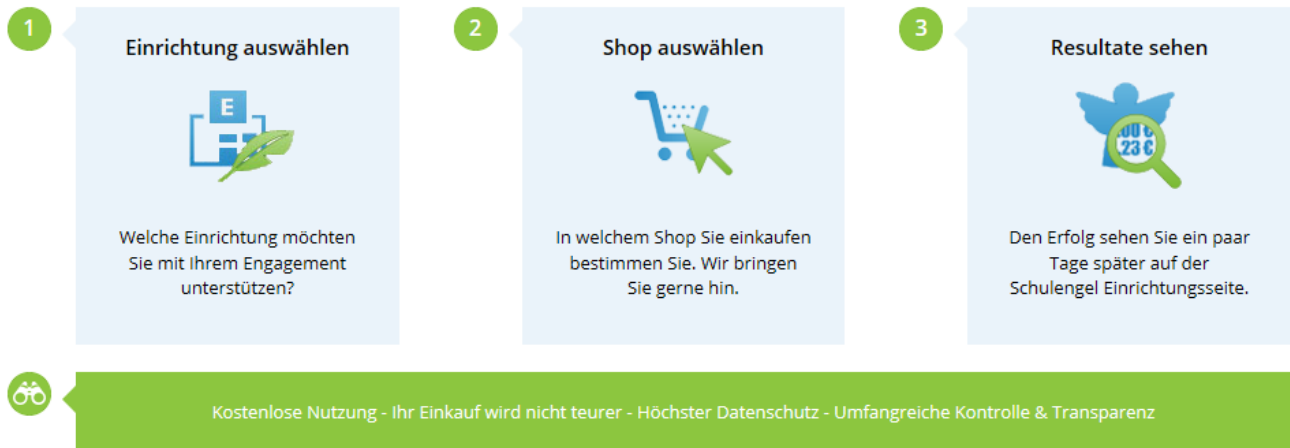 1
Einrichtung auswählen
E
Welche Einrichtung möchten
Sie mit Ihrem Engagement
unterstützen?
2
Shop auswählen
In welchem Shop Sie einkaufen
bestimmen Sie. Wir bringen
Sie gerne hin.
3
Resultate sehen
,00 €
,23 €
Den Erfolg sehen Sie ein paar
Tage später auf der
Schulengel Einrichtungsseite.
Kostenlose Nutzung - Ihr Einkauf wird nicht teurer - Höchster Datenschutz - Umfangreiche Kontrolle & Transparenz